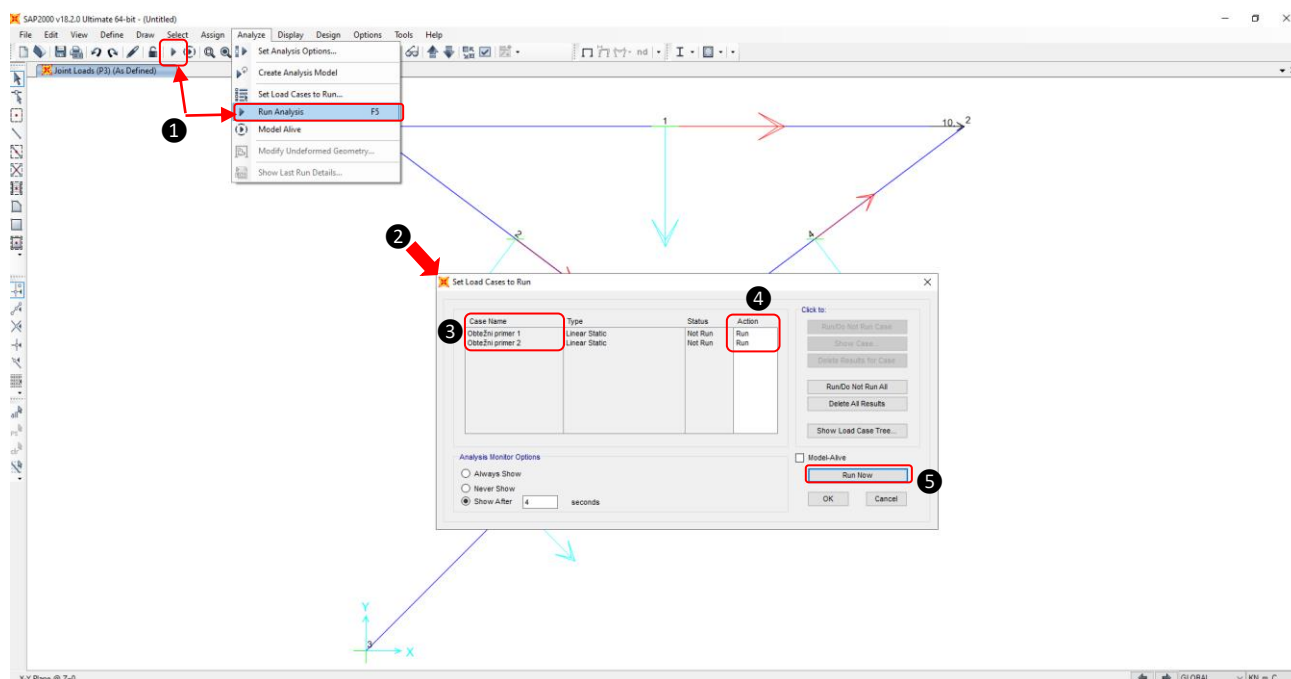 SAP2000 v18.2.0 Ultimate 64-bit - (Untitled)
File Edit View Define Draw Select Assign Analyze Display Design Options Tools Help
nd
Joint Loads (P3) (As Defined)
Set Analysis Options...
Create Analysis Model
Set Load Cases to Run...
Run Analysis F5
Model Alive
Modify Undeformed Geometry...
Show Last Run Details...
1
1
10.
2
2
4
2
Set Load Cases to Run
3
4
Case Name Type Status Action
Obtežni primer 1 Linear Static Not Run Run
Obtežni primer 2 Linear Static Not Run Run
Click to:
Run/Do Not Run Case
Show Case...
Delete Results for Case
Run/Do Not Run All
Delete All Results
Show Load Case Tree...
Analysis Monitor Options
Always Show
Never Show
Show After 4 seconds
Model-Alive
Run Now
5
OK Cancel
Y
3
X
X-Y Plane @ Z=0
GLOBAL